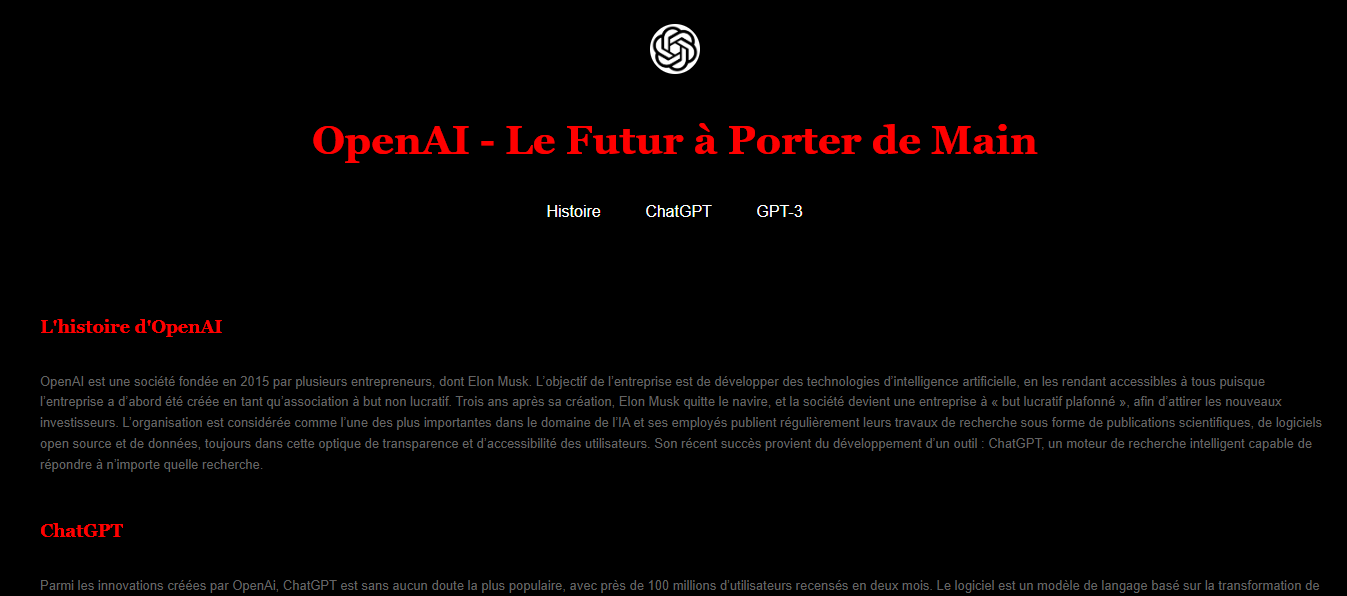 OpenAI - Le Futur à Porter de Main
Histoire ChatGPT GPT-3
L'histoire d'OpenAI
OpenAI est une société fondée en 2015 par plusieurs entrepreneurs, dont Elon Musk. L’objectif de l’entreprise est de développer des technologies d’intelligence artificielle, en les rendant accessibles à tous puisque
l’entreprise a d’abord été créée en tant qu’association à but non lucratif. Trois ans après sa création, Elon Musk quitte le navire, et la société devient une entreprise à « but lucratif plafonné », afin d’attirer les nouveaux
investisseurs. L’organisation est considérée comme l’une des plus importantes dans le domaine de l’IA et ses employés publient régulièrement leurs travaux de recherche sous forme de publications scientifiques, de logiciels
open source et de données, toujours dans cette optique de transparence et d’accessibilité des utilisateurs. Son récent succès provient du développement d’un outil : ChatGPT, un moteur de recherche intelligent capable de
répondre à n’importe quelle recherche.
ChatGPT
Parmi les innovations créées par OpenAi, ChatGPT est sans aucun doute la plus populaire, avec près de 100 millions d’utilisateurs recensés en deux mois. Le logiciel est un modèle de langage basé sur la transformation de